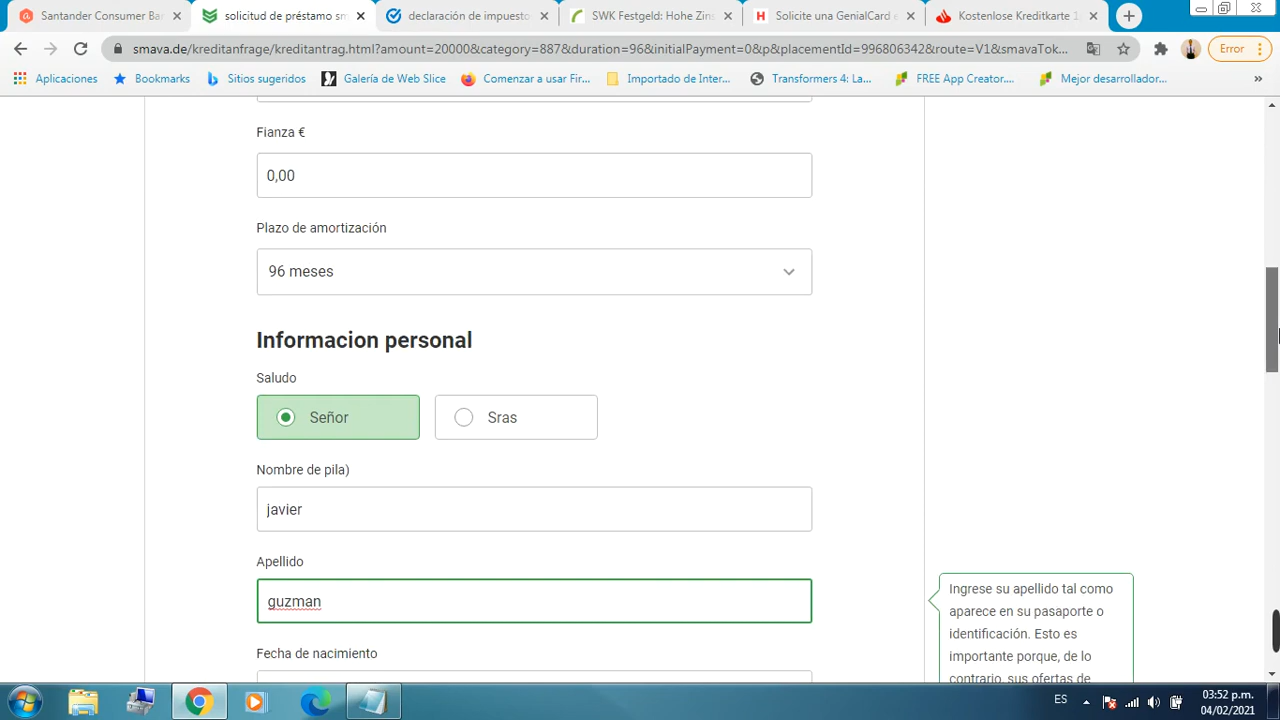 Santander Consumer Ba
solicitud de préstamo sm
declaración de impuesto
SWK Festgeld: Hohe Zin
Solicite una GenialCard e
Kostenlose Kreditkarte 1
smava.de/kreditanfrage/kreditantrag.html?amount=20000&category=887&duration=96&initialPayment=0&p&placementId=996806342&route=V1&smavaTok...
Error
Aplicaciones
Bookmarks
Sitios sugeridos
Galería de Web Slice
Comenzar a usar Fir...
Importado de Inter...
Transformers 4: La...
FREE App Creator....
Mejor desarrollador...
»
Fianza €
0,00
Plazo de amortización
96 meses
Informacion personal
Saludo
Señor
Sras
Nombre de pila)
javier
Apellido
guzman
Ingrese su apellido tal como
aparece en su pasaporte o
identificación. Esto es
importante porque, de lo
contrario, sus ofertas de
Fecha de nacimiento
ES
03:52 p.m.
04/02/2021